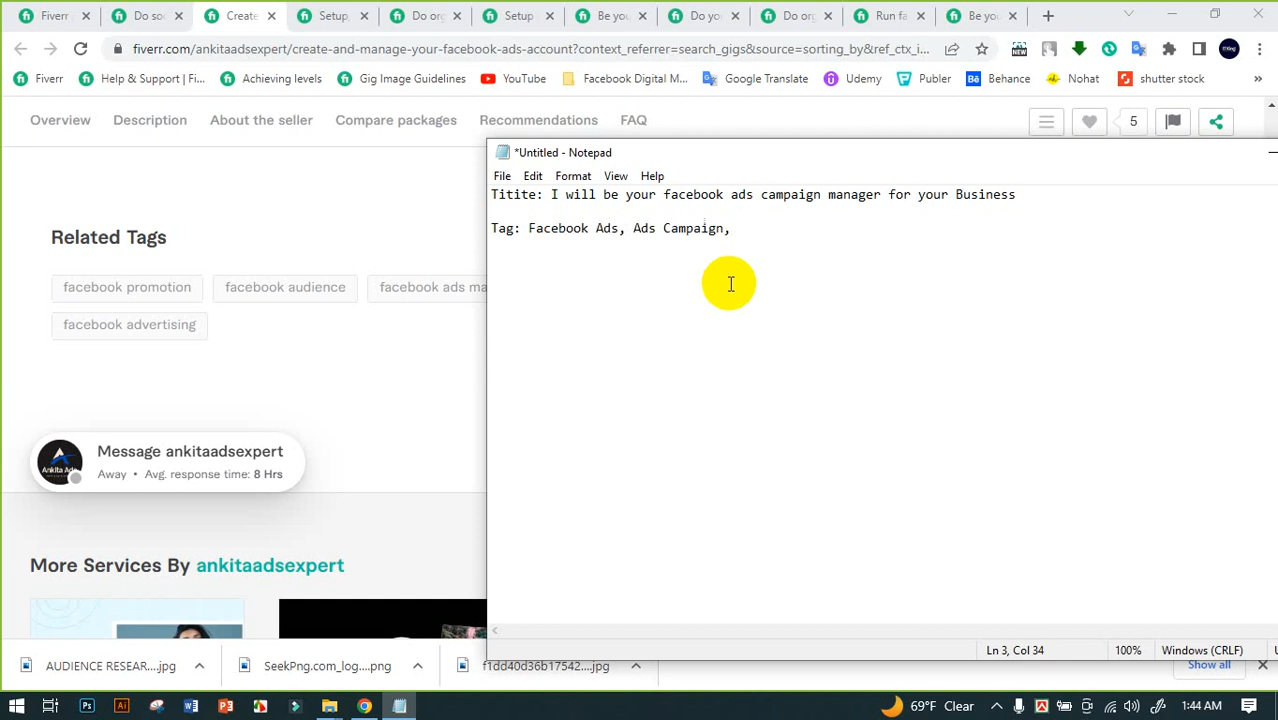 Fiverr
Do soc
Create
Setup,
Do org
Setup
Be you
Do you
Do org
Run fa
Be you
fiverr.com/ankitaadsexpert/create-and-manage-your-facebook-ads-account?context_referrer=search_gigs&source=sorting_by&ref_ctx_i...
NEW
Fiverr
Help & Support | Fi...
Achieving levels
Gig Image Guidelines
YouTube
Facebook Digital M...
Google Translate
Udemy
Publer
Behance
Nohat
shutter stock
Overview
Description
About the seller
Compare packages
Recommendations
FAQ
5
*Untitled - Notepad
File Edit Format View Help
Titite: I will be your facebook ads campaign manager for your Business
Tag: Facebook Ads, Ads Campaign,
Related Tags
facebook promotion
facebook audience
facebook ads ma
facebook advertising
Message ankitaadsexpert
Away • Avg. response time: 8 Hrs
Ankita Ads
More Services By ankitaadsexpert
Ln 3, Col 34
100%
Windows (CRLF)
AUDIENCE RESEAR....jpg
SeekPng.com_log....png
f1dd40d36b17542....jpg
Show all
69°F Clear
1:44 AM